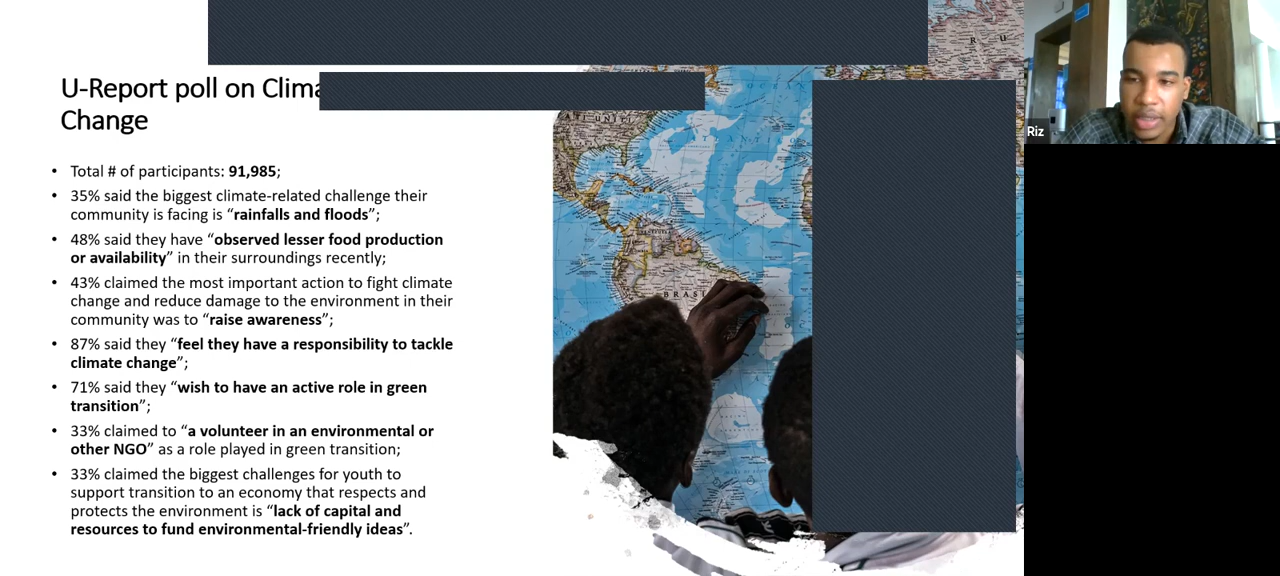 U-Report poll on Clima
Change
• Total # of participants: 91,985;
• 35% said the biggest climate-related challenge their
community is facing is “rainfalls and floods”;
• 48% said they have “observed lesser food production
or availability” in their surroundings recently;
• 43% claimed the most important action to fight climate
change and reduce damage to the environment in their
community was to “raise awareness”;
• 87% said they “feel they have a responsibility to tackle
climate change”;
• 71% said they “wish to have an active role in green
transition”;
• 33% claimed to “a volunteer in an environmental or
other NGO” as a role played in green transition;
• 33% claimed the biggest challenges for youth to
support transition to an economy that respects and
protects the environment is “lack of capital and
resources to fund environmental-friendly ideas”.
R U
BRASI
Riz